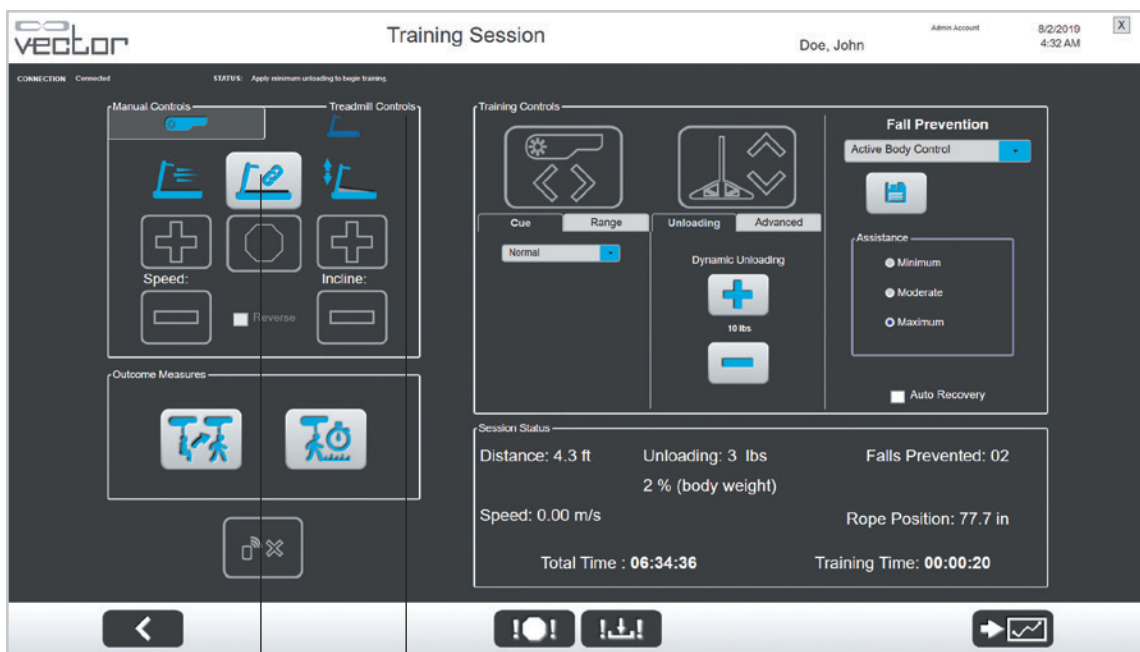 vector
Training Session
Doe, John
Admin Account
8/2/2019
4:32 AM
X
CONNECTION Connected
STATUS: Apply minimum unloading to begin training.
Manual Controls
Treadmill Controls
Speed:
Incline:
Reverse
Outcome Measures
Training Controls
Cue
Range
Unloading
Advanced
Normal
Dynamic Unloading
10 lbs
Fall Prevention
Active Body Control
Assistance
Minimum
Moderate
Maximum
Auto Recovery
Session Status
Distance: 4.3 ft
Unloading: 3 lbs
Falls Prevented: 02
2 % (body weight)
Speed: 0.00 m/s
Rope Position: 77.7 in
Total Time : 06:34:36
Training Time: 00:00:20